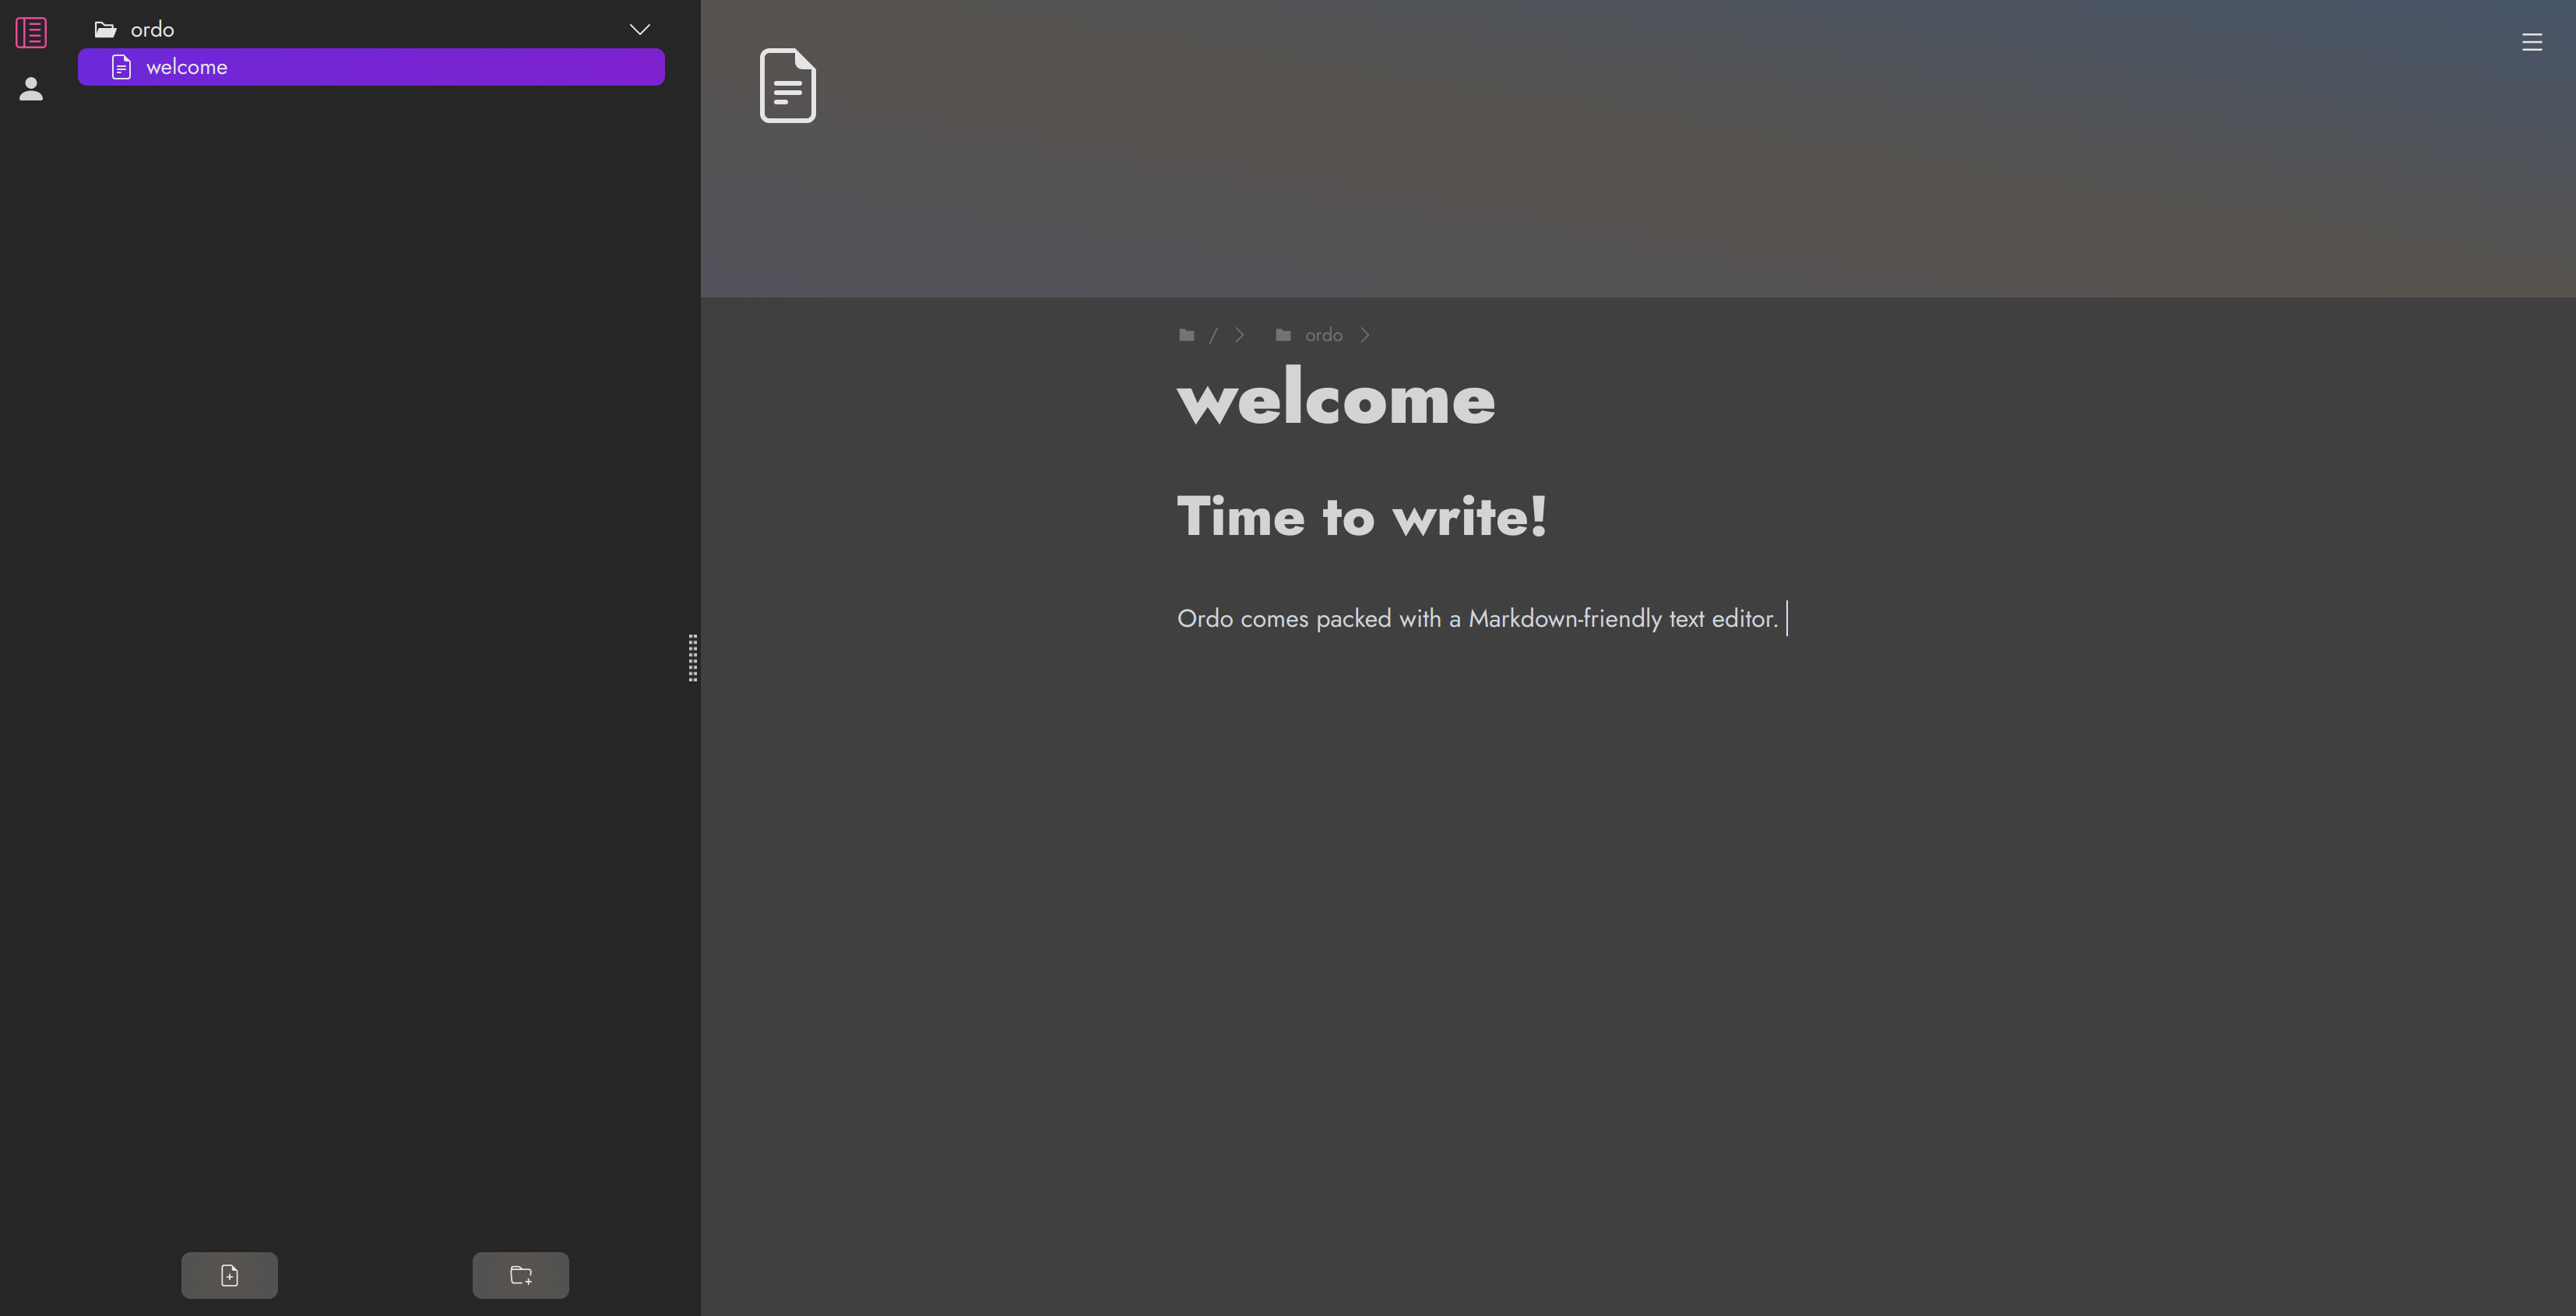 ordo
welcome
/ ordo
welcome
Time to write!
Ordo comes packed with a Markdown-friendly text editor.